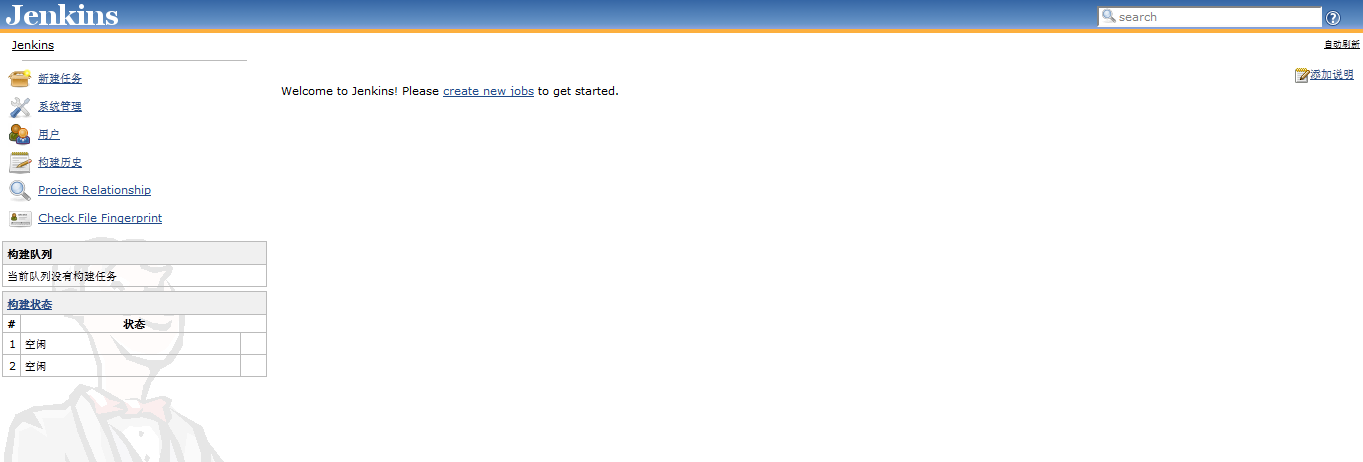 Jenkins
search
?
Jenkins
自动刷新
新建任务
系统管理
用户
构建历史
Project Relationship
Check File Fingerprint
添加说明
Welcome to Jenkins! Please create new jobs to get started.
构建队列
当前队列没有构建任务
构建状态
# 状态
1 空闲
2 空闲